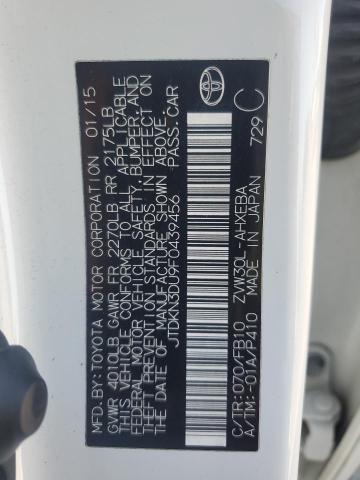 MFD.BY:TOYOTA MOTOR CORPORATION 01/15
GVWR 4010LB GAWR FR 2270LB RR 2175LB
THIS VEHICLE CONFORMS TO ALL APPLICABLE
FEDERAL MOTOR VEHICLE SAFETY,BUMPER,AND
THEFT PREVENTION STANDARDS IN EFFECT ON
THE DATE OF MANUFACTURE SHOWN ABOVE.
JTDKN3DU9F0439456 PASS.CAR
C/TR:070/FB10 ZVW30L-AHXEBA
A/TM:-01A/P410 MADE IN JAPAN 729 C